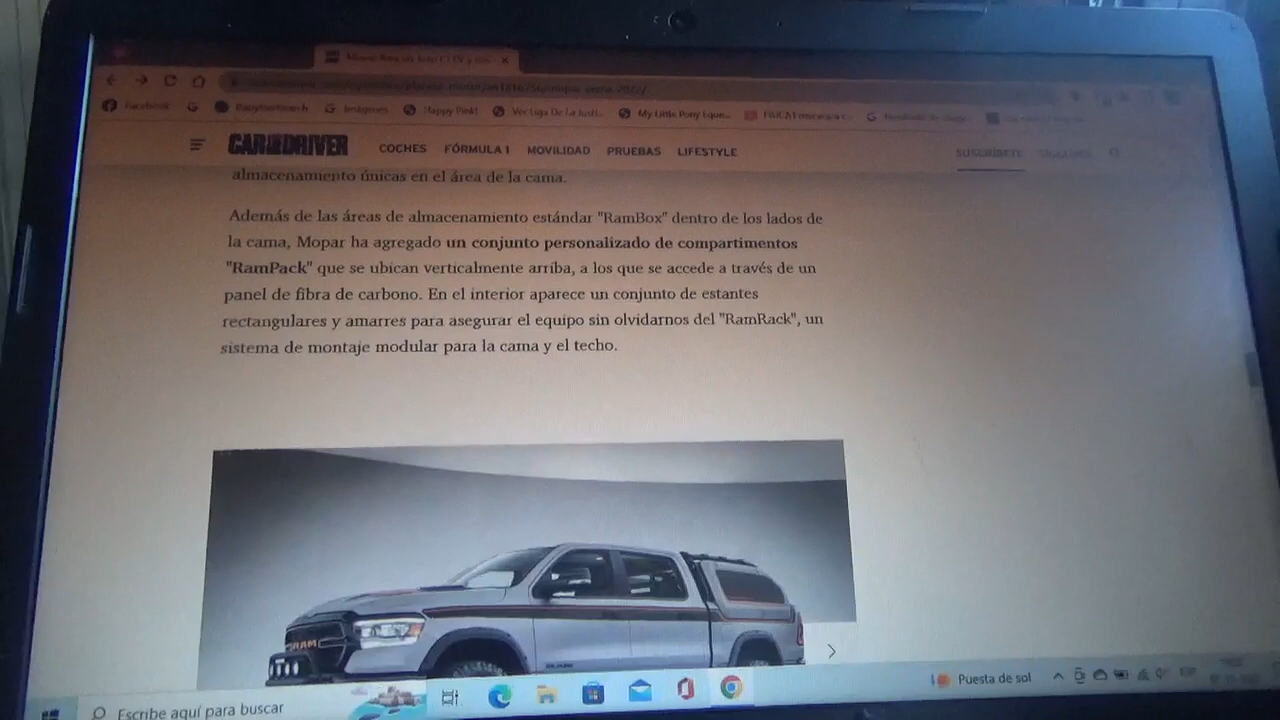 Facebook
G
G Imágenes
Happy Pink!
Ver Liga De La Justi...
My Little Pony Eque...
G
CAR AND DRIVER
COCHES FÓRMULA 1 MOVILIDAD PRUEBAS LIFESTYLE
SUSCRÍBETE
almacenamiento únicas en el área de la cama.
Además de las áreas de almacenamiento estándar "RamBox" dentro de los lados de
la cama, Mopar ha agregado un conjunto personalizado de compartimentos
"RamPack" que se ubican verticalmente arriba, a los que se accede a través de un
panel de fibra de carbono. En el interior aparece un conjunto de estantes
rectangulares y amarres para asegurar el equipo sin olvidarnos del "RamRack", un
sistema de montaje modular para la cama y el techo.
RAM
Puesta de sol
Escribe aquí para buscar